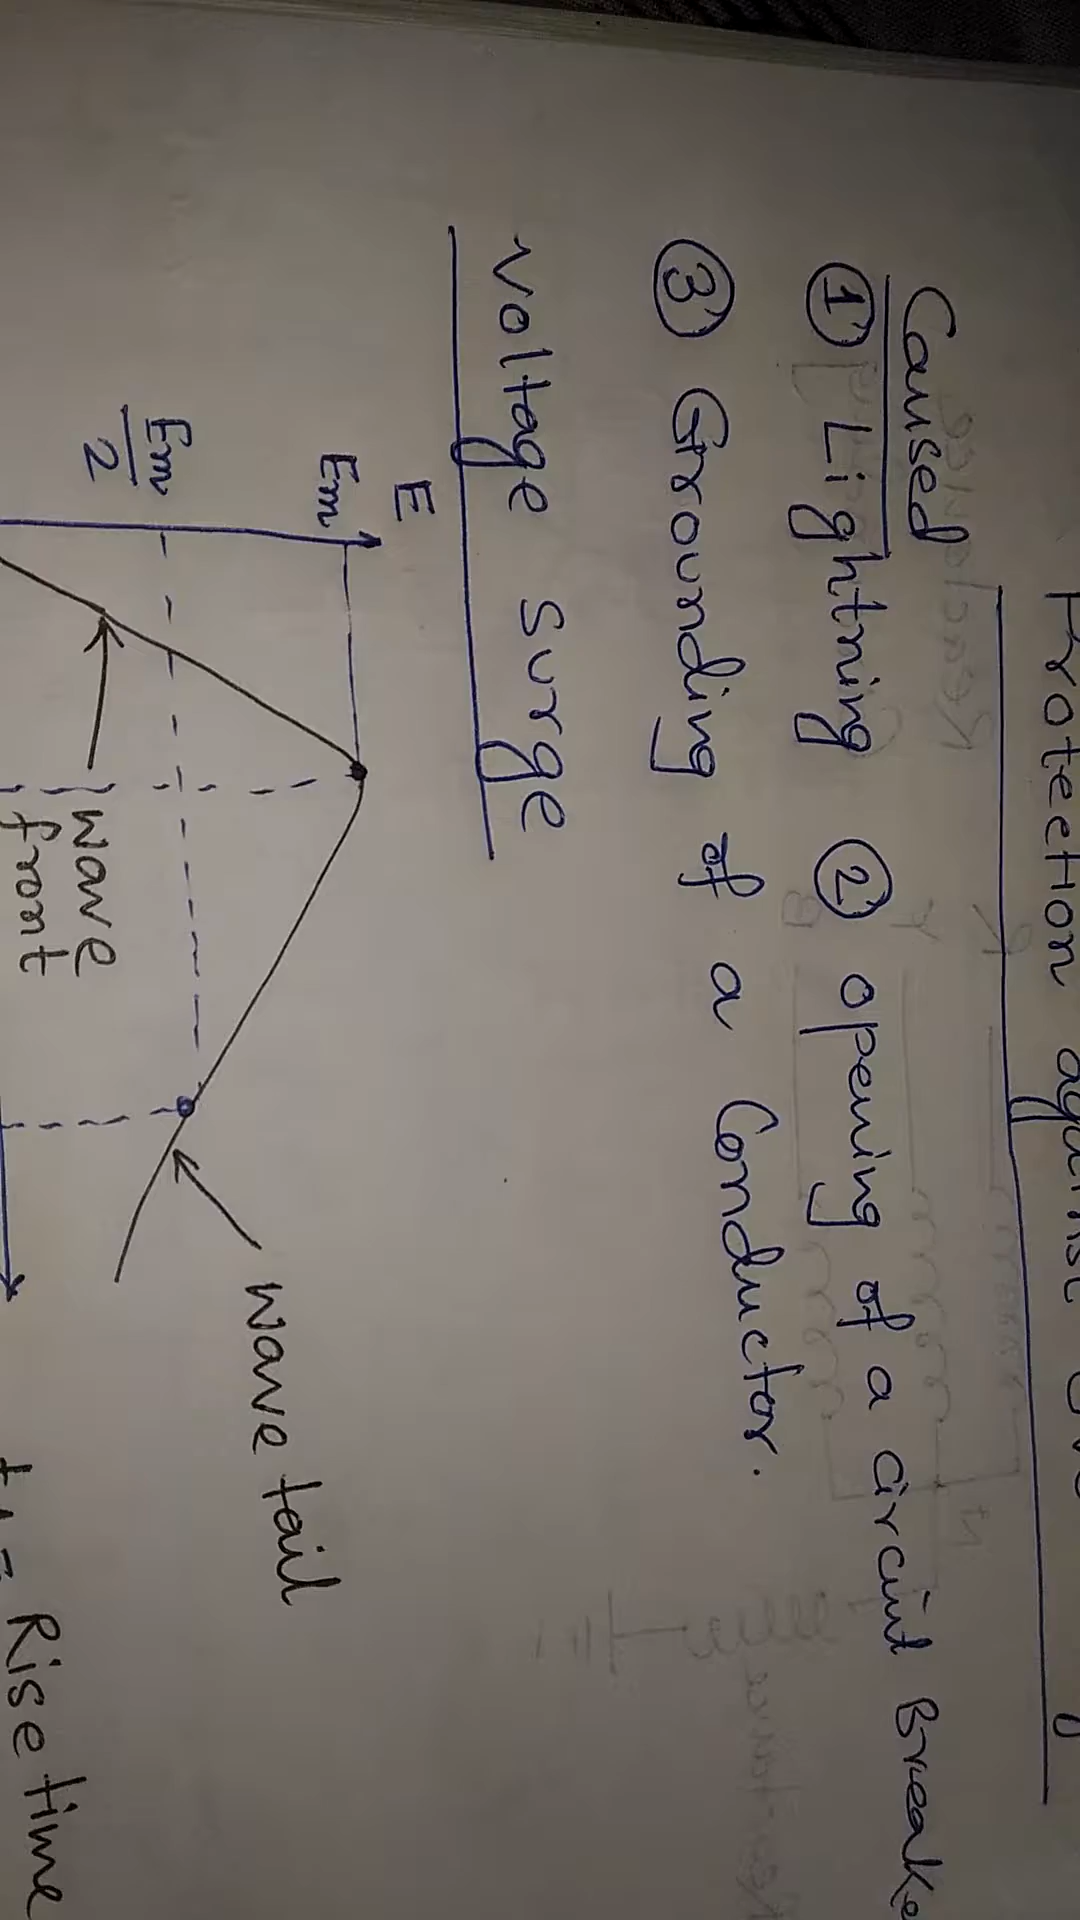 Protection against
Caused
① Lightning ② opening of a circuit Breake
③ Grounding of a Conductor.
Voltage Surge
E
Em
Em/2
wave tail
wave
front
= Rise time